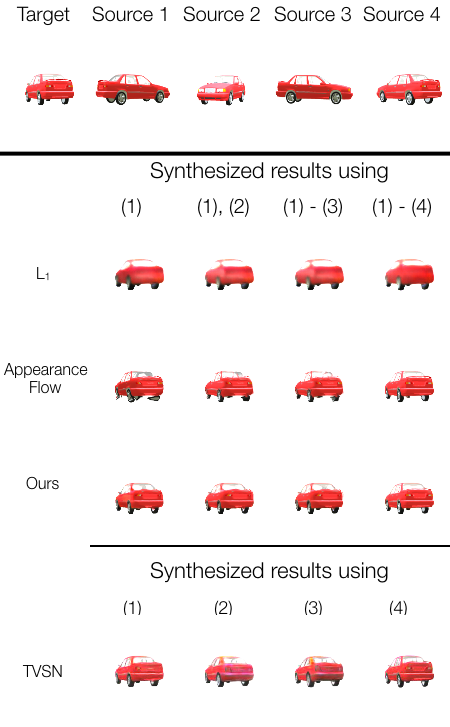 Target Source 1 Source 2 Source 3 Source 4
Synthesized results using
(1) (1), (2) (1) - (3) (1) - (4)
L₁
Appearance
Flow
Ours
Synthesized results using
(1) (2) (3) (4)
TVSN